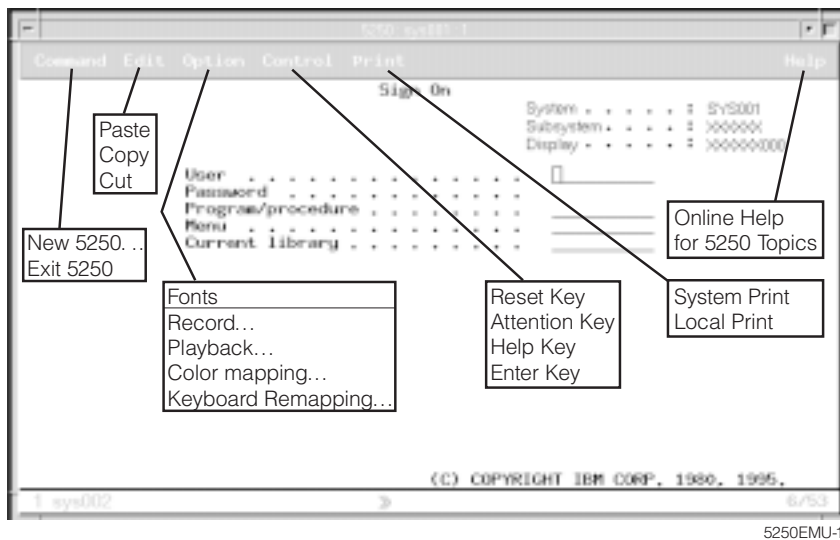 5250 sys001 1
Command Edit Option Control Print Help
Sign On
System . . . . . : SYS001
Subsystem . . . . : XXXXXX
Display . . . . . : XXXXXX000
Paste
Copy
Cut
User . . . . . . . . . . . . . .
Password . . . . . . . . . . . .
Program/procedure . . . . . . . .
Menu . . . . . . . . . . . . . .
Current library . . . . . . . . .
New 5250...
Exit 5250
Online Help
for 5250 Topics
Fonts
Record...
Playback...
Color mapping...
Keyboard Remapping...
Reset Key
Attention Key
Help Key
Enter Key
System Print
Local Print
(C) COPYRIGHT IBM CORP. 1980, 1995.
1 sys002 6/53
5250EMU-1